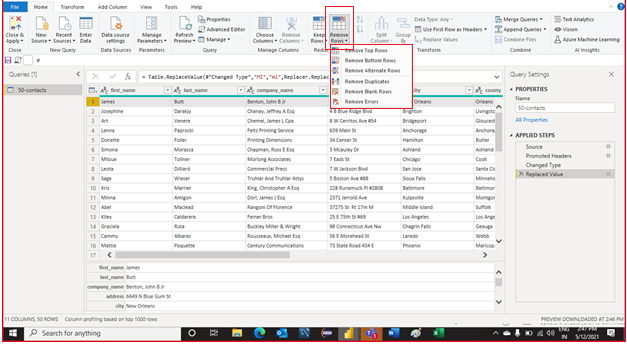 File Home Transform Add Column View Tools Help
Close & Apply New Source Recent Sources Enter Data Data source settings Manage Parameters Refresh Preview Properties Advanced Editor Manage Choose Columns Remove Columns Keep Rows Remove Rows Split Column Group By Data Type: Any Use First Row as Headers Replace Values Merge Queries Append Queries Combine Files Text Analytics Vision Azure Machine Learning
Close New Query Data Sources Parameters Query Transform Combine AI Insights
Remove Top Rows
Remove Bottom Rows
Remove Alternate Rows
Remove Duplicates
Remove Blank Rows
Remove Errors
Queries [1]
50-contacts
= Table.ReplaceValue(#"Changed Type","MI","mi",Replacer.Repla
first_name last_name company_name city county
1 James Butt Benton, John B Jr Orleans Orleans
2 Josephine Darakjy Chanay, Jeffrey A Esq 4 B Blue Ridge Blvd Brighton Livingsto
3 Art Venere Chemel, James L Cpa 8 W Cerritos Ave #54 Bridgeport Glouces
4 Lenna Paprocki Feltz Printing Service 639 Main St Anchorage Anchorag
5 Donette Foller Printing Dimensions 34 Center St Hamilton Butler
6 Simona Morasca Chapman, Ross E Esq 3 Mcauley Dr Ashland Ashland
7 Mitsue Tollner Morlong Associates 7 Eads St Chicago Cook
8 Leota Dilliard Commercial Press 7 W Jackson Blvd San Jose Santa Cl
9 Sage Wieser Truhlar And Truhlar Attys 5 Boston Ave #88 Sioux Falls Minneha
10 Kris Marrier King, Christopher A Esq 228 Runamuck Pl #2808 Baltimore Baltimor
11 Minna Amigon Dorl, James J Esq 2371 Jerrold Ave Kulpsville Montgo
12 Abel Maclead Rangoni Of Florence 37275 St Rt 17m M Middle Island Suffolk
13 Kiley Caldarera Feiner Bros 25 E 75th St #69 Los Angeles Los Ange
14 Graciela Ruta Buckley Miller & Wright 98 Connecticut Ave Nw Chagrin Falls Geauga
15 Cammy Albares Rousseaux, Michael Esq 56 E Morehead St Laredo Webb
16 Mattie Poquette Century Communications 73 State Road 434 E Phoenix Maricop
17
first_name James
last_name Butt
company_name Benton, John B Jr
address 6649 N Blue Gum St
city New Orleans
Query Settings
PROPERTIES
Name
50-contacts
All Properties
APPLIED STEPS
Source
Promoted Headers
Changed Type
Replaced Value
11 COLUMNS, 50 ROWS Column profiling based on top 1000 rows PREVIEW DOWNLOADED AT 2:46 PM
Type here to search
ENG 2:47 PM
IN 5/12/2021